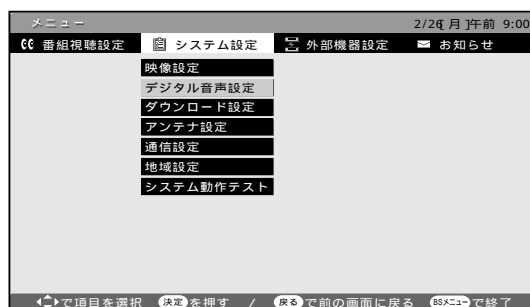 メニュー 2/26[月]午前 9:00
番組視聴設定 システム設定 外部機器設定 お知らせ
映像設定
デジタル音声設定
ダウンロード設定
アンテナ設定
通信設定
地域設定
システム動作テスト
で項目を選択 決定を押す / 戻るで前の画面に戻る BSメニューで終了